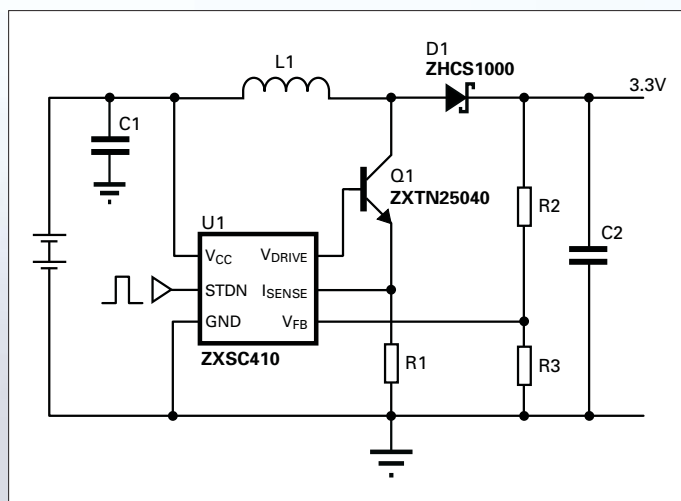 D1
ZHCS1000
L1
3.3V
C1
Q1
ZXTN25040
R2
C2
U1
VCC
VDRIVE
STDN
ISENSE
GND
VFB
ZXSC410
R1
R3